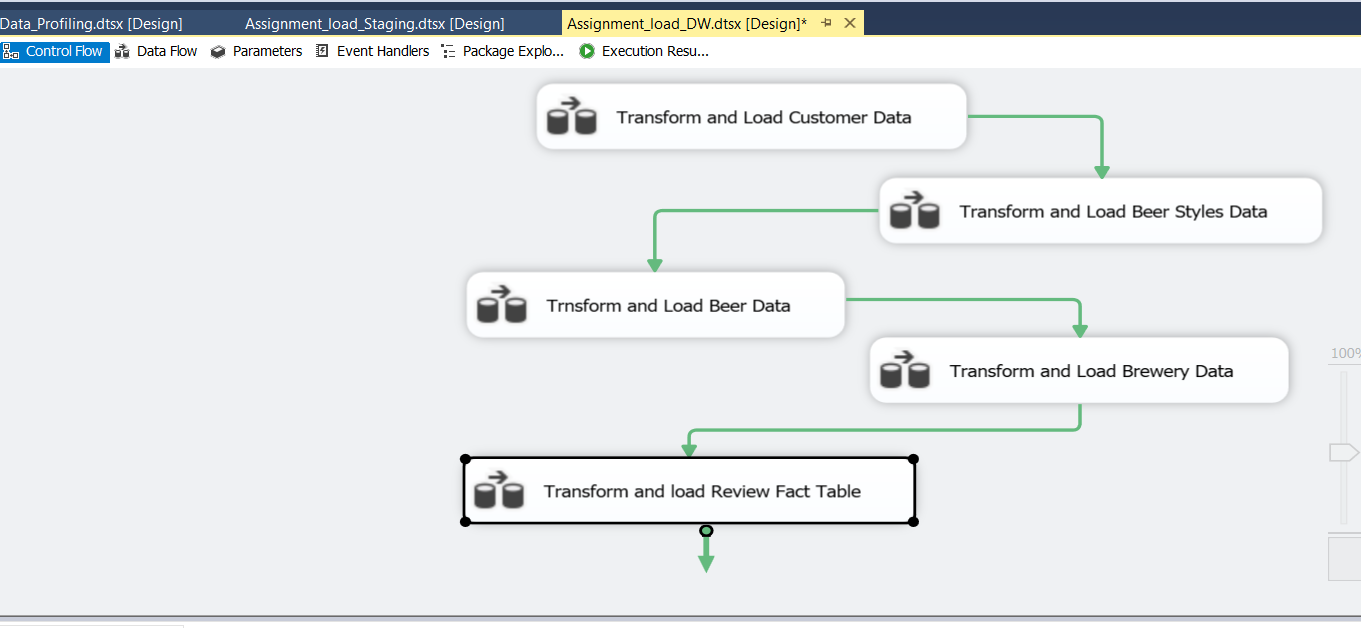 Data_Profiling.dtsx [Design] Assignment_load_Staging.dtsx [Design] Assignment_load_DW.dtsx [Design]*
Control Flow Data Flow Parameters Event Handlers Package Explo... Execution Resu...
Transform and Load Customer Data
Transform and Load Beer Styles Data
Trnsform and Load Beer Data
100%
Transform and Load Brewery Data
Transform and load Review Fact Table